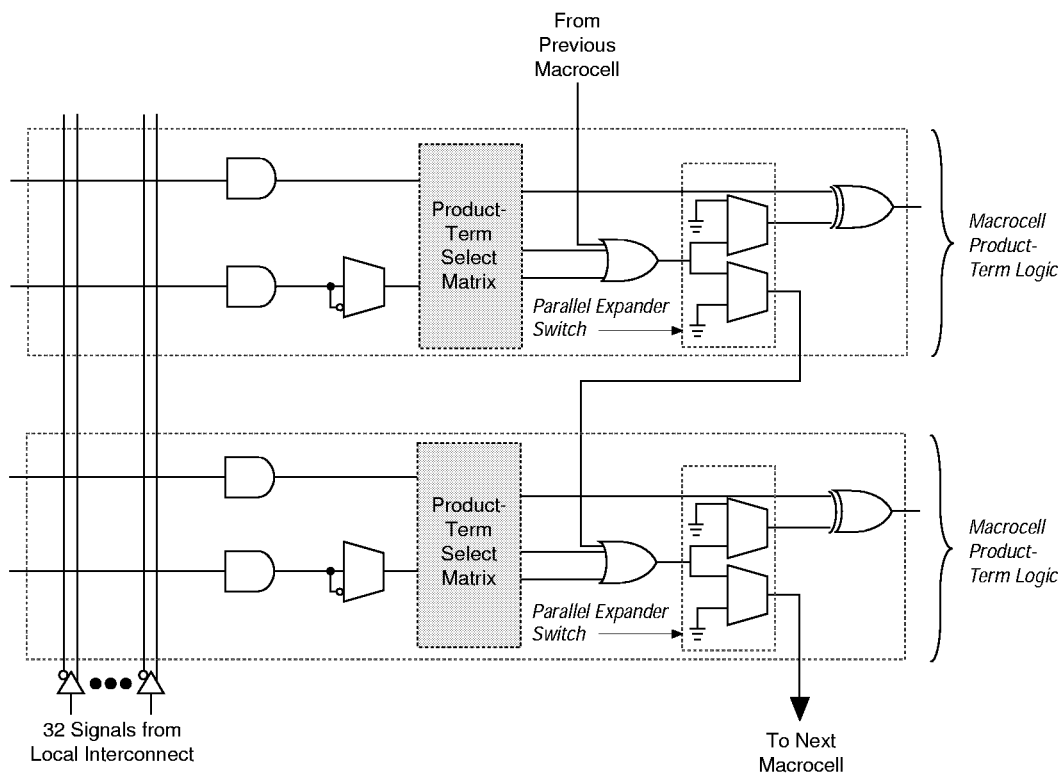 From
Previous
Macrocell
Product-
Term
Select
Matrix
Parallel Expander
Switch
Macrocell
Product-
Term Logic
Product-
Term
Select
Matrix
Parallel Expander
Switch
Macrocell
Product-
Term Logic
32 Signals from
Local Interconnect
To Next
Macrocell